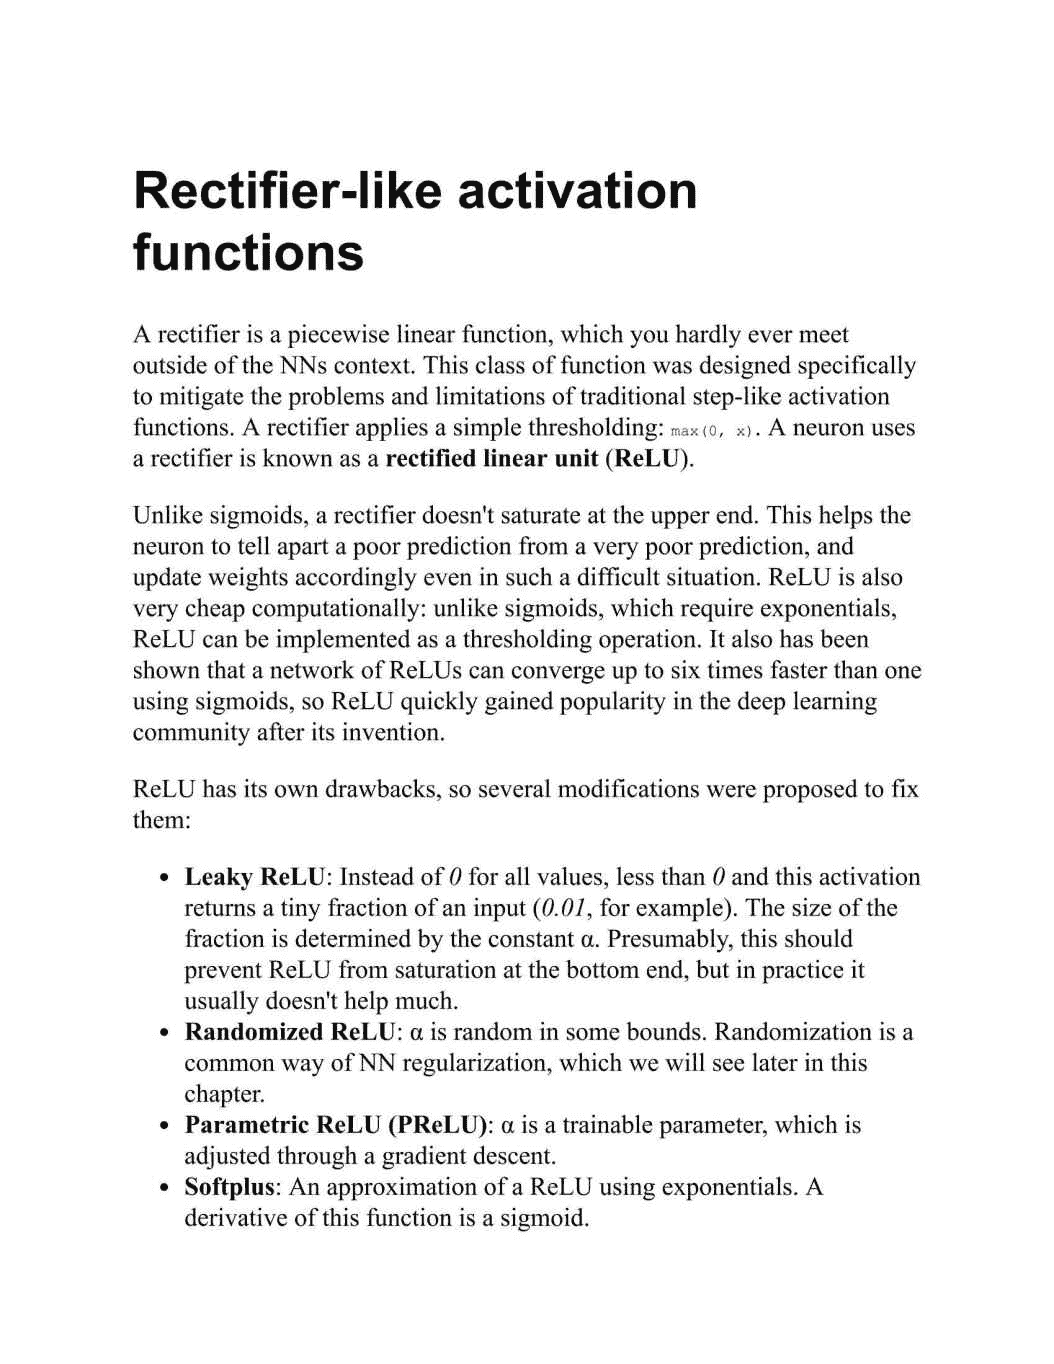 Rectifier-like activation
functions
A rectifier is a piecewise linear function, which you hardly ever meet
outside of the NNs context. This class of function was designed specifically
to mitigate the problems and limitations of traditional step-like activation
functions. A rectifier applies a simple thresholding: max(0, x). A neuron uses
a rectifier is known as a rectified linear unit (ReLU).
Unlike sigmoids, a rectifier doesn't saturate at the upper end. This helps the
neuron to tell apart a poor prediction from a very poor prediction, and
update weights accordingly even in such a difficult situation. ReLU is also
very cheap computationally: unlike sigmoids, which require exponentials,
ReLU can be implemented as a thresholding operation. It also has been
shown that a network of ReLUs can converge up to six times faster than one
using sigmoids, so ReLU quickly gained popularity in the deep learning
community after its invention.
ReLU has its own drawbacks, so several modifications were proposed to fix
them:
• Leaky ReLU: Instead of 0 for all values, less than 0 and this activation
returns a tiny fraction of an input (0.01, for example). The size of the
fraction is determined by the constant α. Presumably, this should
prevent ReLU from saturation at the bottom end, but in practice it
usually doesn't help much.
• Randomized ReLU: α is random in some bounds. Randomization is a
common way of NN regularization, which we will see later in this
chapter.
• Parametric ReLU (PReLU): α is a trainable parameter, which is
adjusted through a gradient descent.
• Softplus: An approximation of a ReLU using exponentials. A
derivative of this function is a sigmoid.